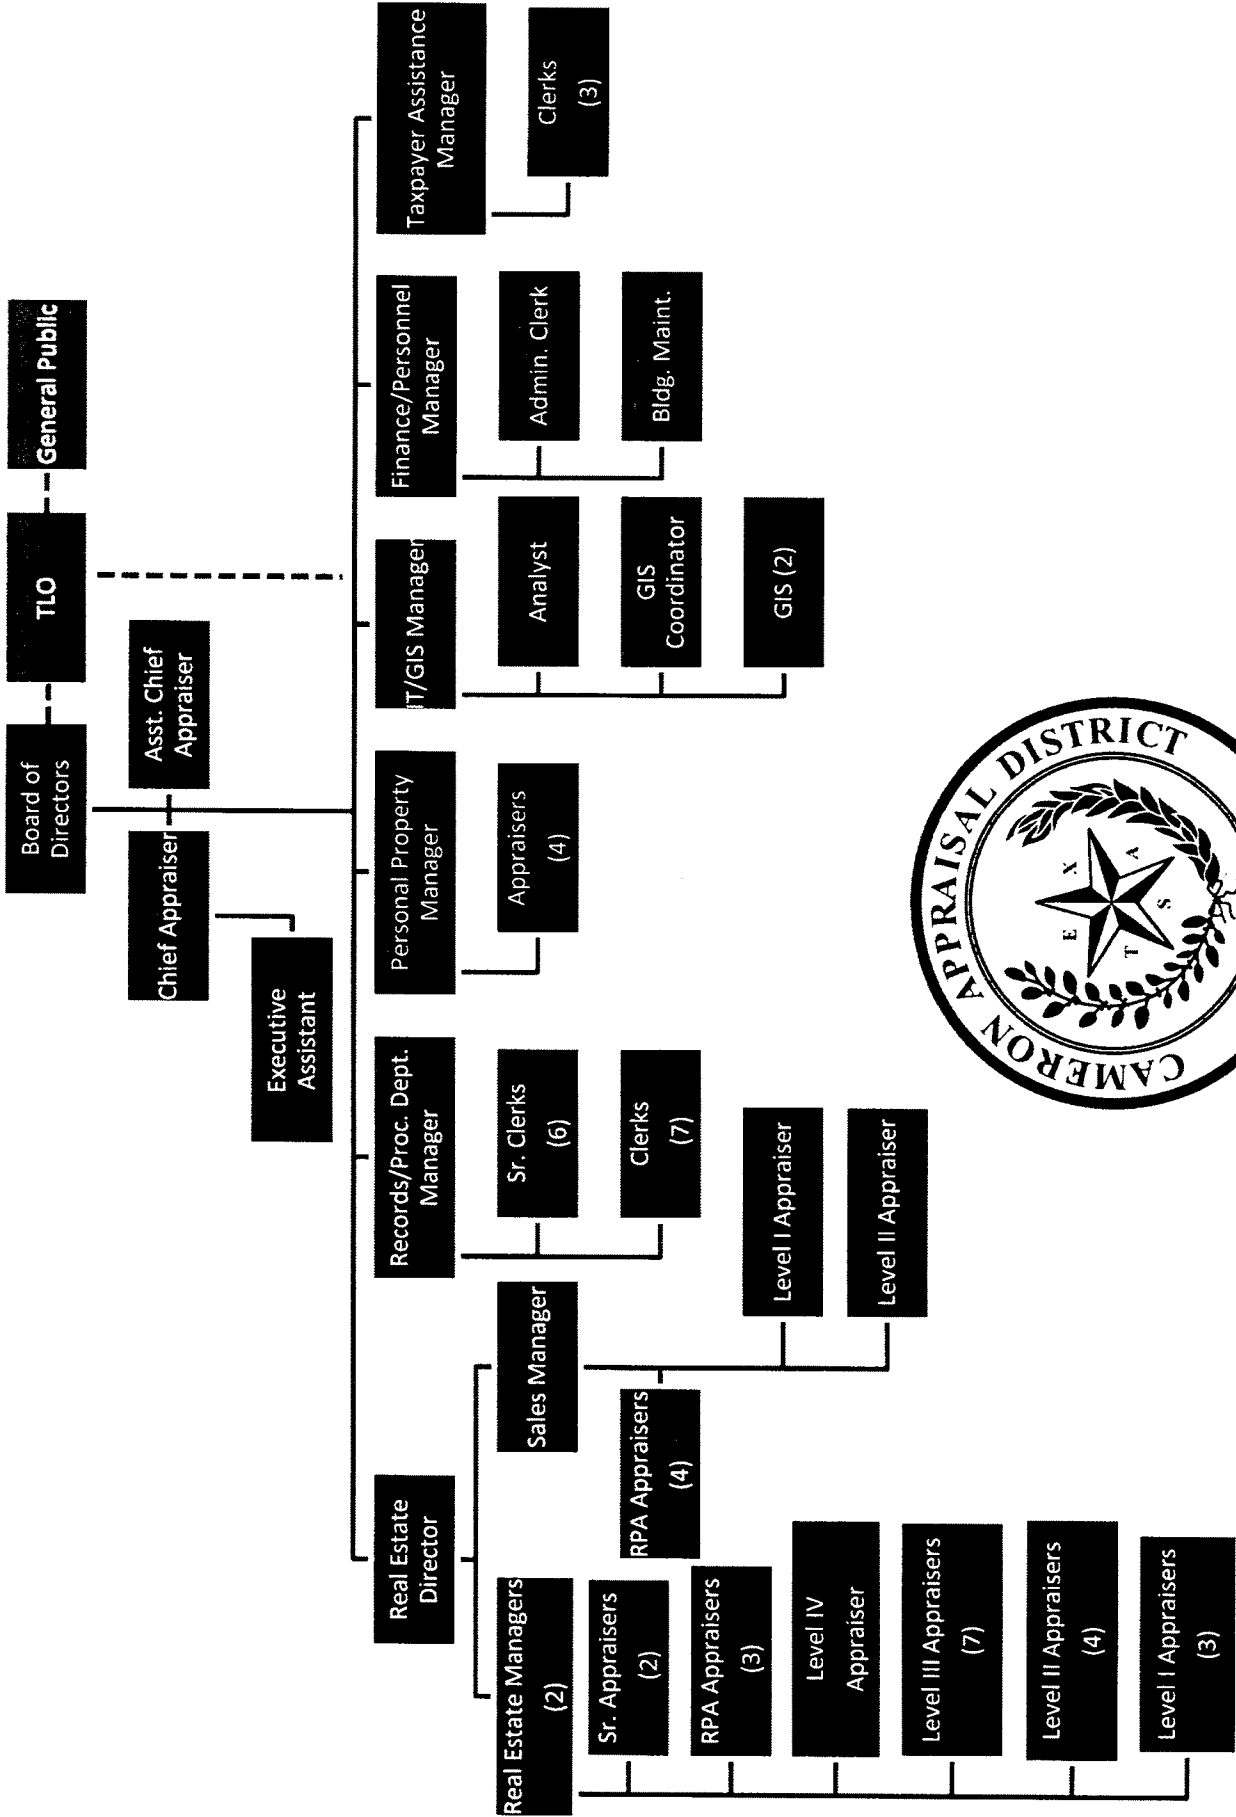 Board of
Directors
TLO
General Public
Chief Appraiser
Asst. Chief
Appraiser
Executive
Assistant
Real Estate
Director
Records/Proc. Dept.
Manager
Personal Property
Manager
IT/GIS Manager
Finance/Personnel
Manager
Taxpayer Assistance
Manager
Real Estate Managers
(2)
Sr. Appraisers
(2)
RPA Appraisers
(3)
Level IV
Appraiser
Level III Appraisers
(7)
Level II Appraisers
(4)
Level I Appraisers
(3)
Sales Manager
RPA Appraisers
(4)
Level I Appraiser
Level II Appraiser
Sr. Clerks
(6)
Clerks
(7)
Appraisers
(4)
Analyst
GIS
Coordinator
GIS (2)
Admin. Clerk
Bldg. Maint.
Clerks
(3)
CAMERON APPRAISAL DISTRICT
TEXAS